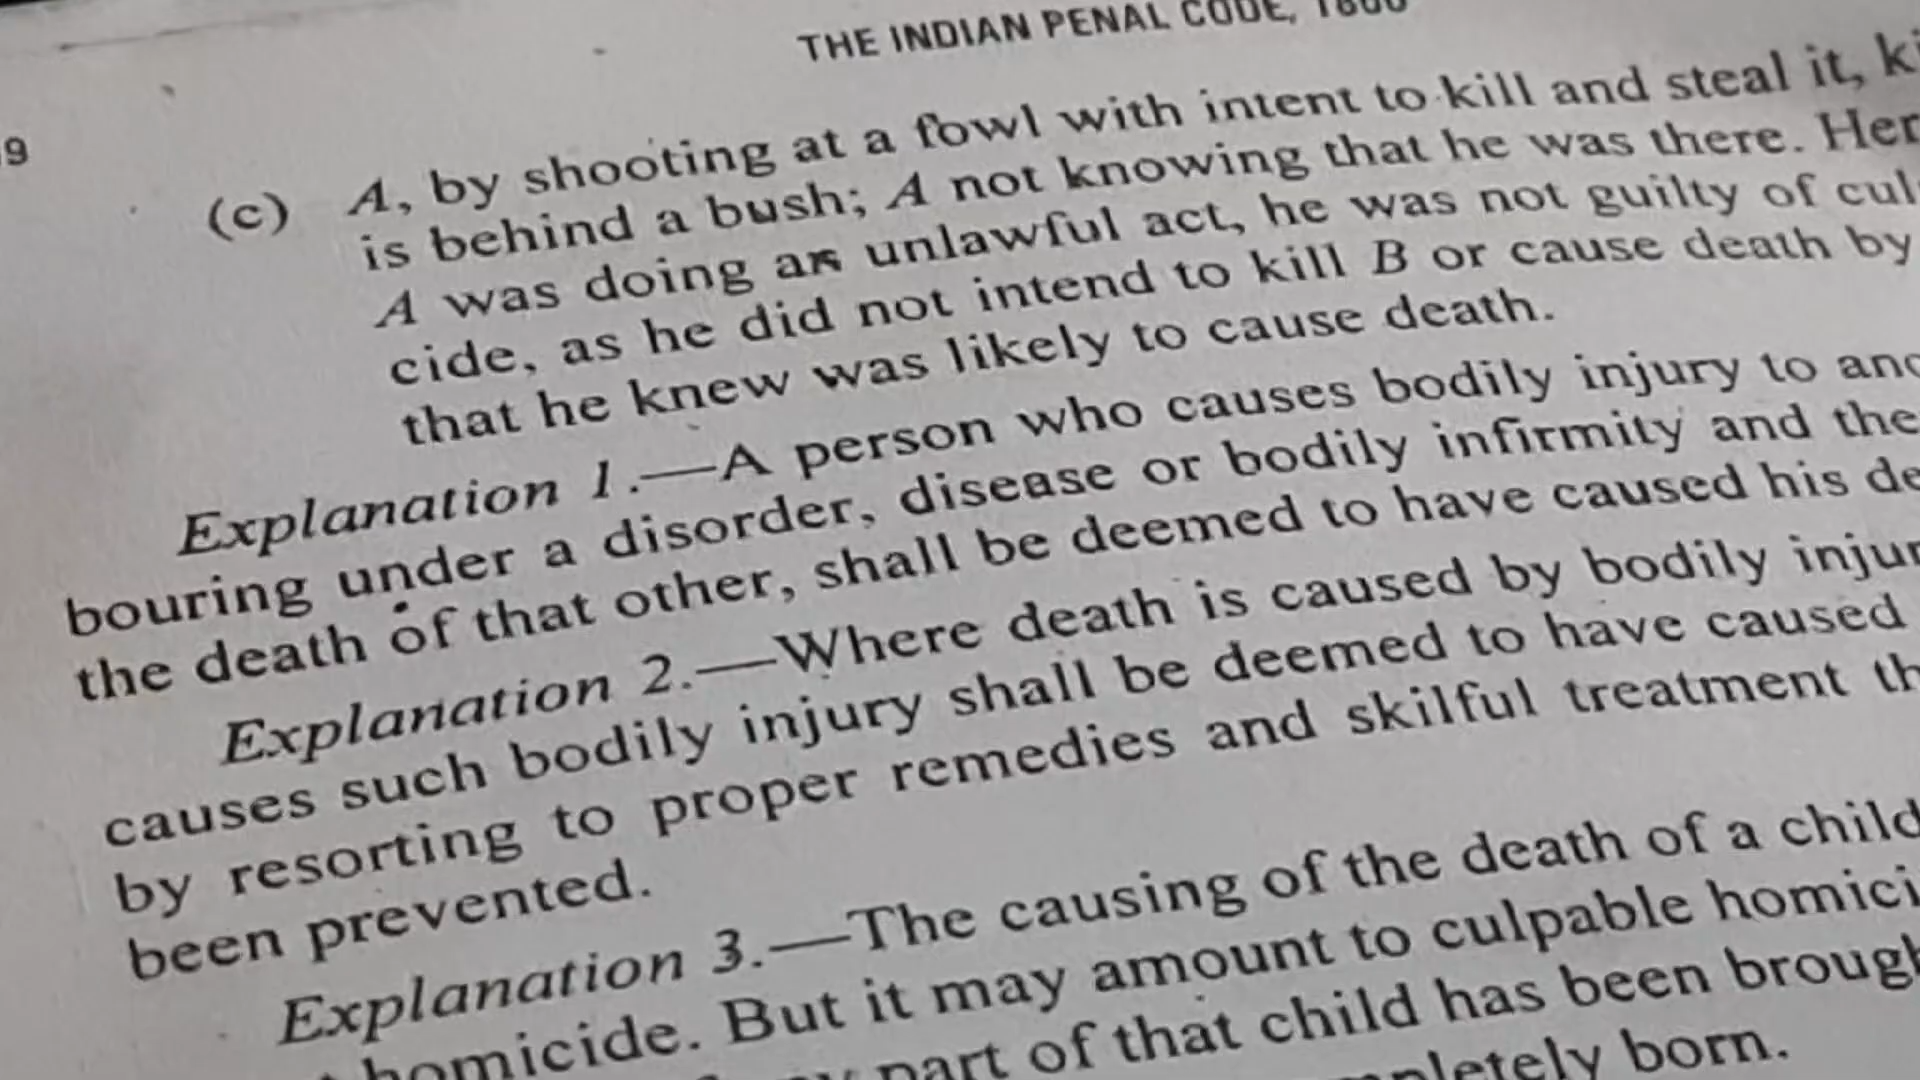 THE INDIAN PENAL CODE, 1860
9
(c) A, by shooting at a fowl with intent to kill and steal it, ki
is behind a bush; A not knowing that he was there. Her
A was doing an unlawful act, he was not guilty of cul
cide, as he did not intend to kill B or cause death by
that he knew was likely to cause death.
Explanation 1.—A person who causes bodily injury to ano
bouring under a disorder, disease or bodily infirmity and the
the death of that other, shall be deemed to have caused his de
Explanation 2.—Where death is caused by bodily injur
causes such bodily injury shall be deemed to have caused
by resorting to proper remedies and skilful treatment th
been prevented.
Explanation 3.—The causing of the death of a child
homicide. But it may amount to culpable homici
part of that child has been brough
born.